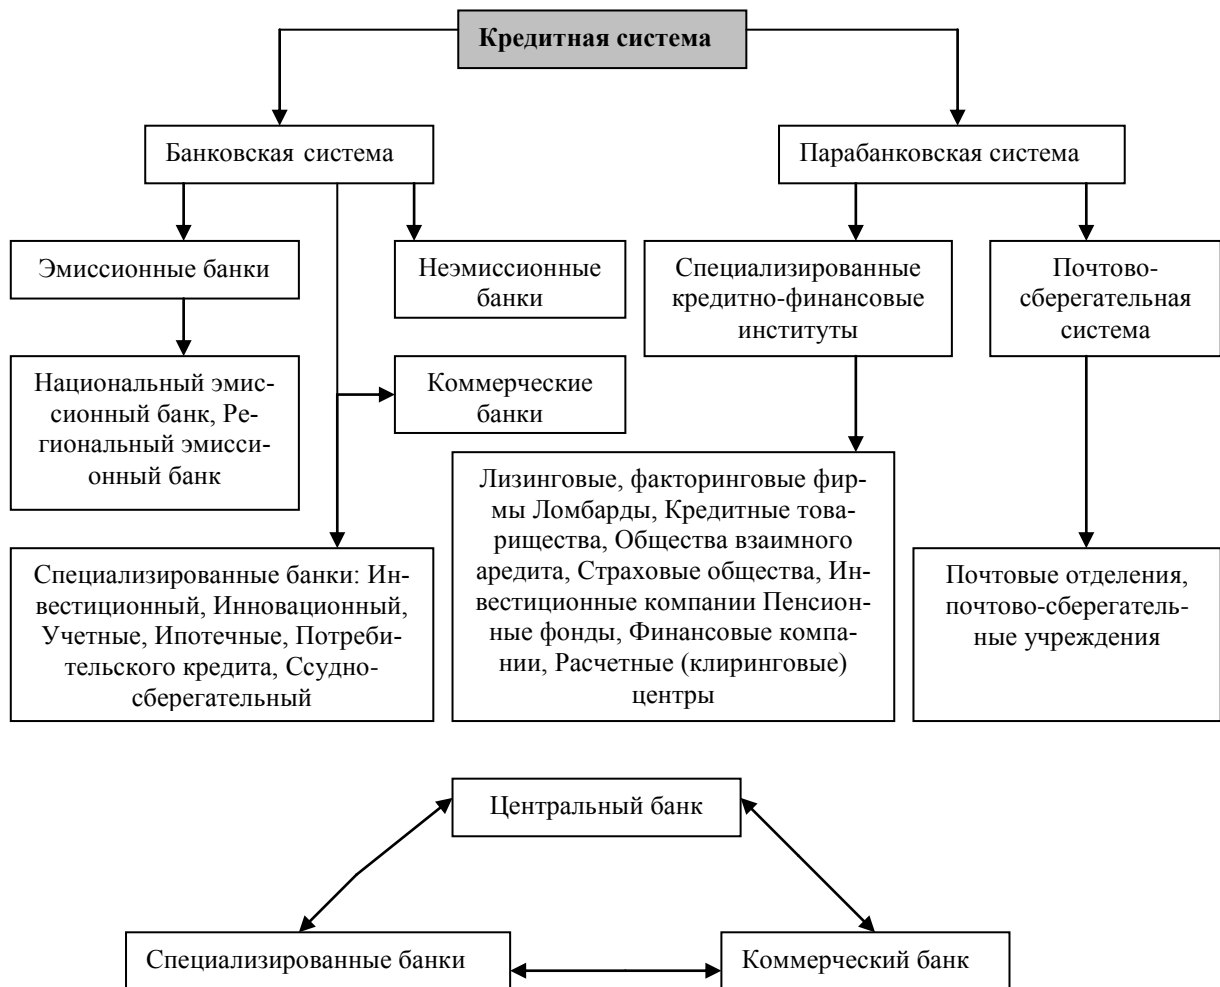 Кредитная система
Банковская система
Парабанковская система
Эмиссионные банки
Неэмиссионные
банки
Специализированные
кредитно-финансовые
институты
Почтово-
сберегательная
система
Национальный эмис-
сионный банк, Ре-
гиональный эмисси-
онный банк
Коммерческие
банки
Лизинговые, факторинговые фир-
мы Ломбарды, Кредитные това-
рищества, Общества взаимного
аредита, Страховые общества, Ин-
вестиционные компании Пенсион-
ные фонды, Финансовые компа-
нии, Расчетные (клиринговые)
центры
Специализированные банки: Ин-
вестиционный, Инновационный,
Учетные, Ипотечные, Потреби-
тельского кредита, Ссудно-
сберегательный
Почтовые отделения,
почтово-сберегатель-
ные учреждения
Центральный банк
Специализированные банки
Коммерческий банк